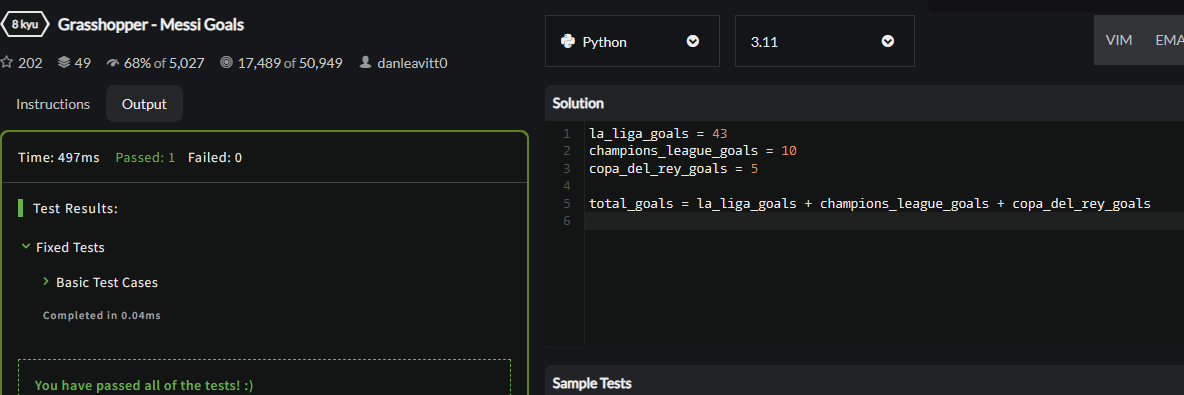 8 kyu Grasshopper - Messi Goals
202 49 68% of 5,027 17,489 of 50,949 danleavitt0
Instructions Output
Time: 497ms Passed: 1 Failed: 0
Test Results:
Fixed Tests
Basic Test Cases
Completed in 0.04ms
You have passed all of the tests! :)
Python 3.11 VIM EMA
Solution
1 la_liga_goals = 43
2 champions_league_goals = 10
3 copa_del_rey_goals = 5
4
5 total_goals = la_liga_goals + champions_league_goals + copa_del_rey_goals
6
Sample Tests